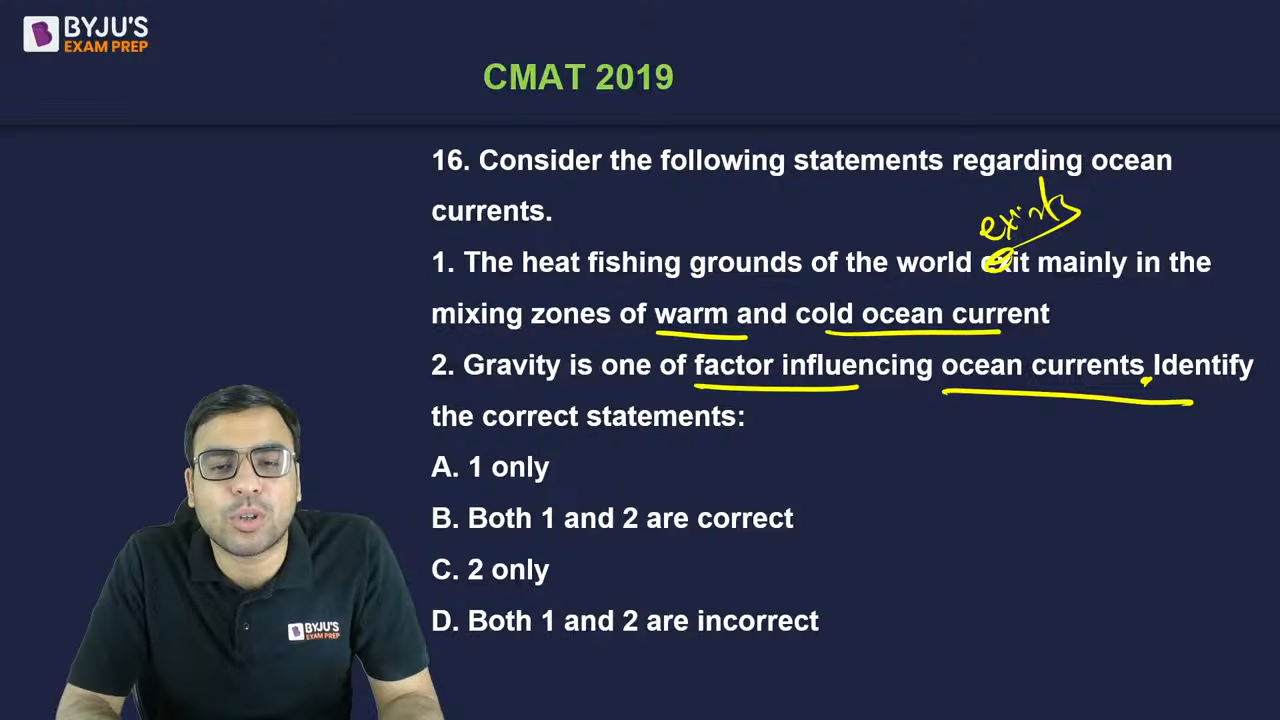 BYJU'S
EXAM PREP
CMAT 2019
16. Consider the following statements regarding ocean
currents.
exists
1. The heat fishing grounds of the world exit mainly in the
mixing zones of warm and cold ocean current
2. Gravity is one of factor influencing ocean currents Identify
the correct statements:
A. 1 only
B. Both 1 and 2 are correct
C. 2 only
D. Both 1 and 2 are incorrect
BYJU'S
EXAM PREP